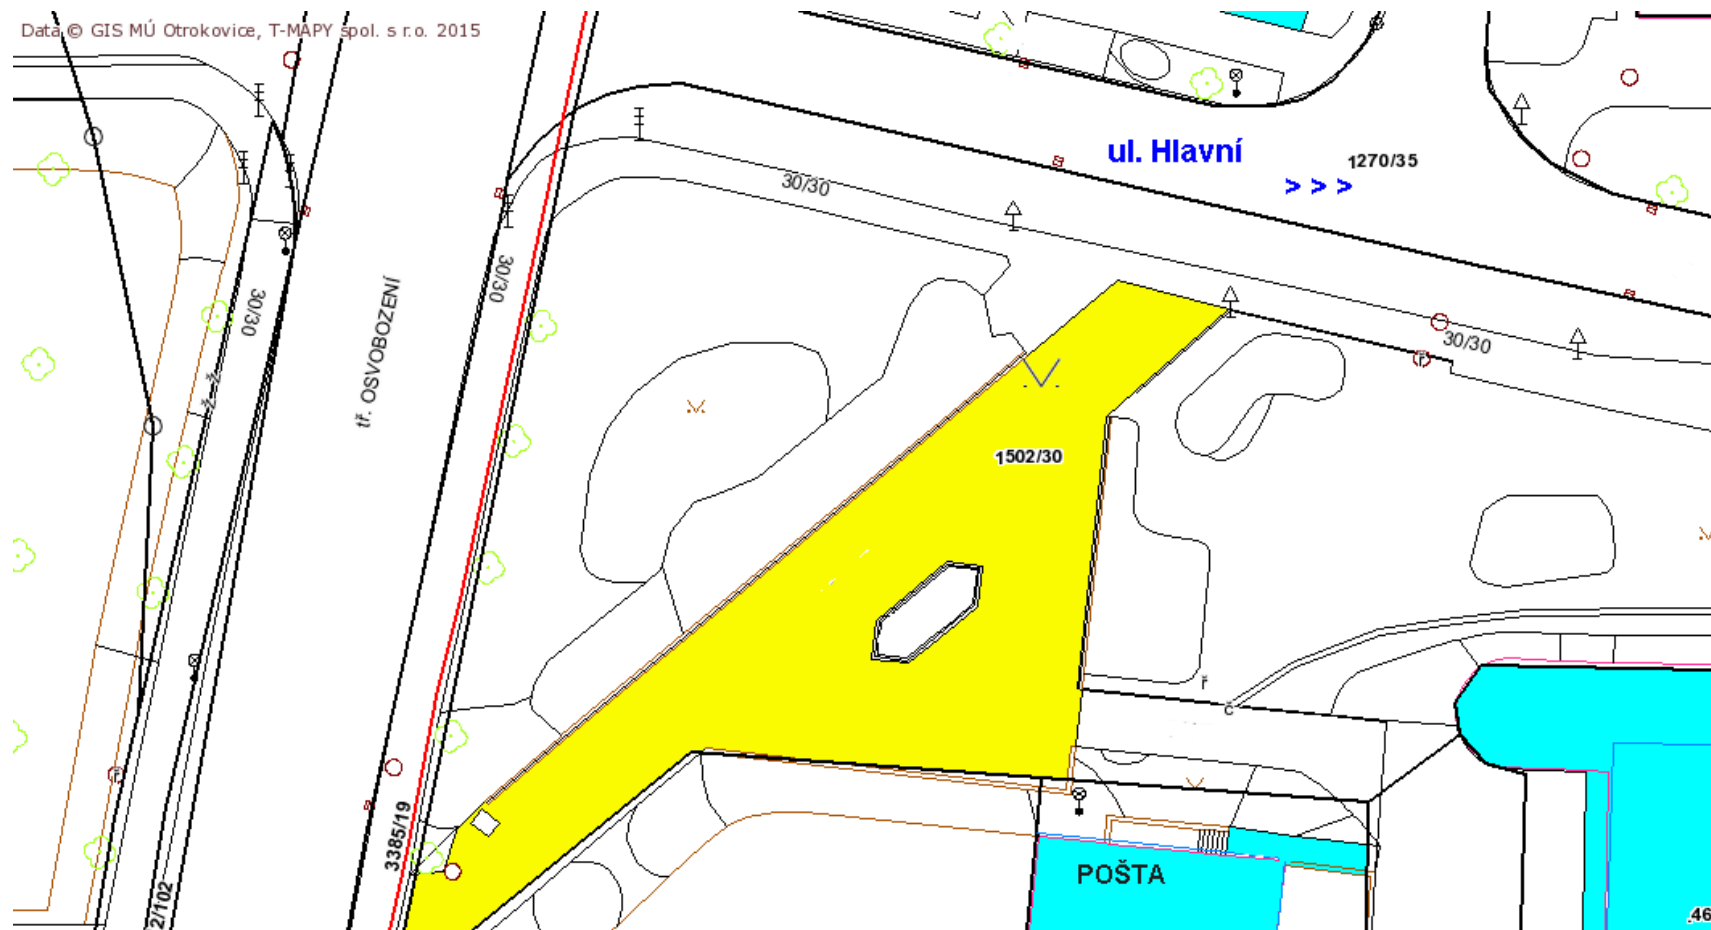 Data © GIS MÚ Otrokovice, T-MAPY spol. s r.o. 2015
ul. Hlavní
1270/35
> > >
30/30
30/30
30/30
tř. OSVOBOZENÍ
30/30
ž-ž
1502/30
ř
ř
č
ř
3385/19
POŠTA
2/102
.46